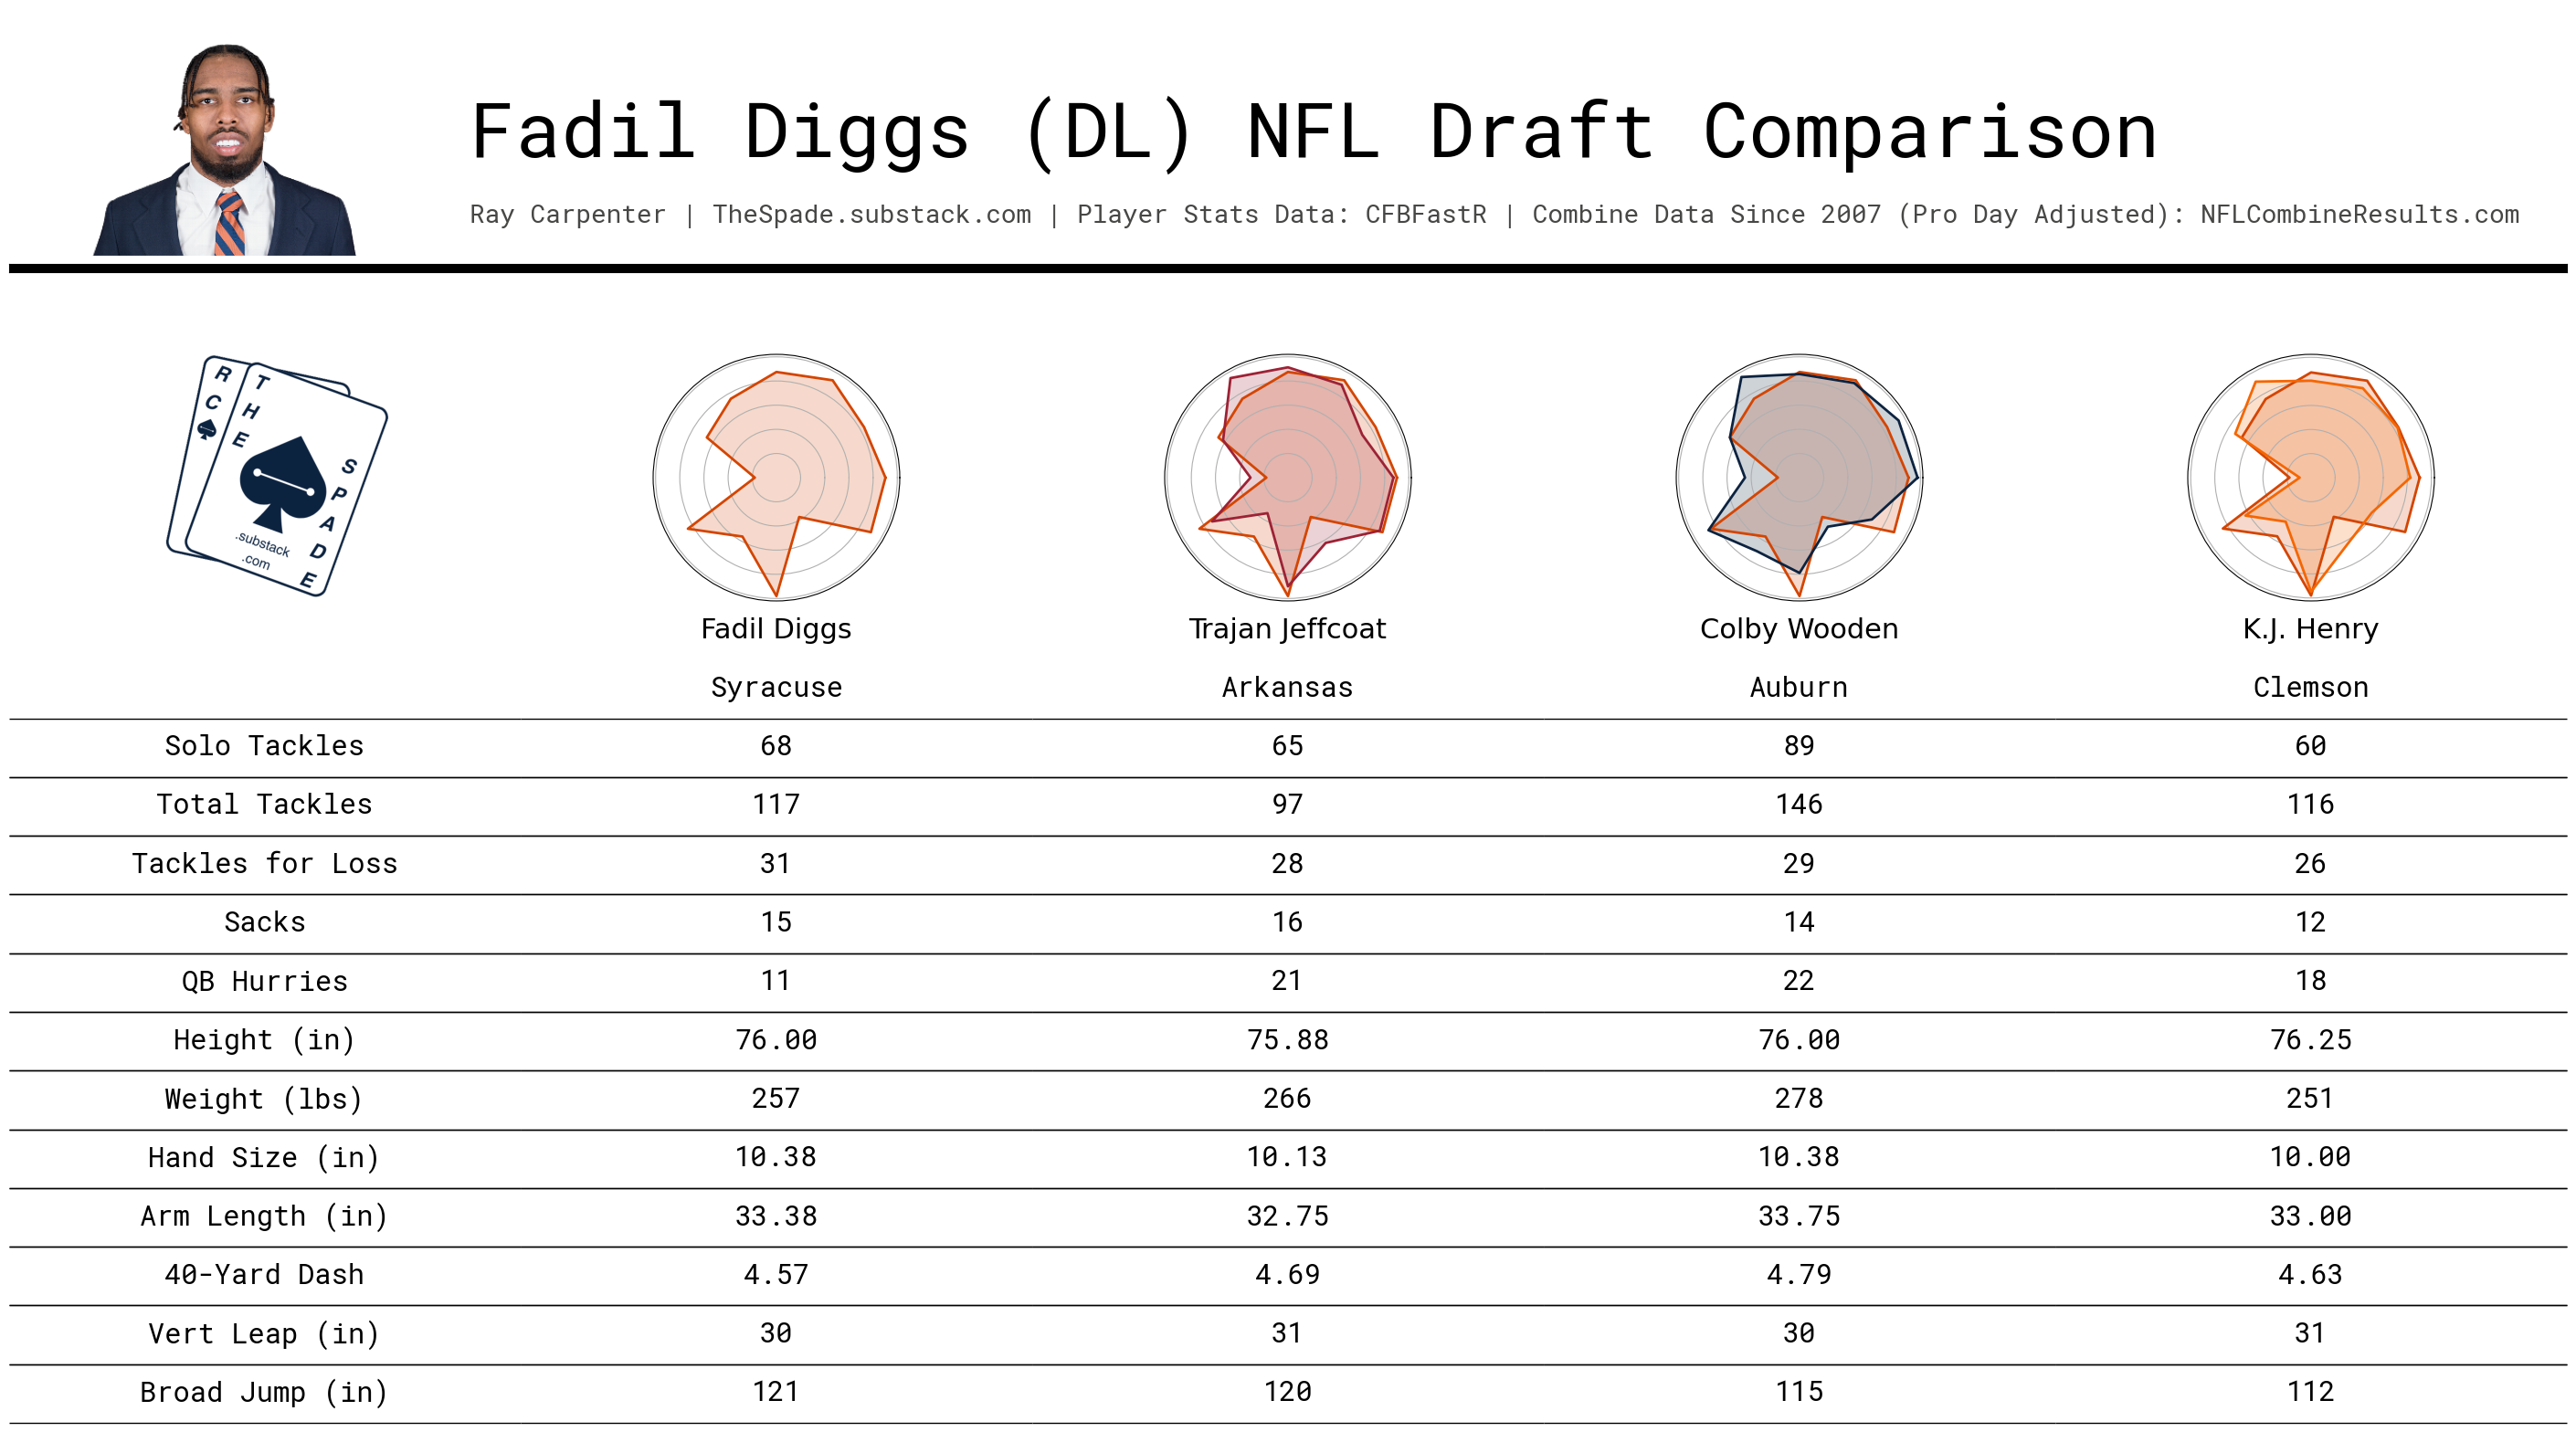 Fadil Diggs (DL) NFL Draft Comparison
Ray Carpenter | TheSpade.substack.com | Player Stats Data: CFBFastR | Combine Data Since 2007 (Pro Day Adjusted): NFLCombineResults.com
R C
T H E
S P A D E
.substack
.com
Fadil Diggs Trajan Jeffcoat Colby Wooden K.J. Henry
Syracuse Arkansas Auburn Clemson
Solo Tackles 68 65 89 60
Total Tackles 117 97 146 116
Tackles for Loss 31 28 29 26
Sacks 15 16 14 12
QB Hurries 11 21 22 18
Height (in) 76.00 75.88 76.00 76.25
Weight (lbs) 257 266 278 251
Hand Size (in) 10.38 10.13 10.38 10.00
Arm Length (in) 33.38 32.75 33.75 33.00
40-Yard Dash 4.57 4.69 4.79 4.63
Vert Leap (in) 30 31 30 31
Broad Jump (in) 121 120 115 112